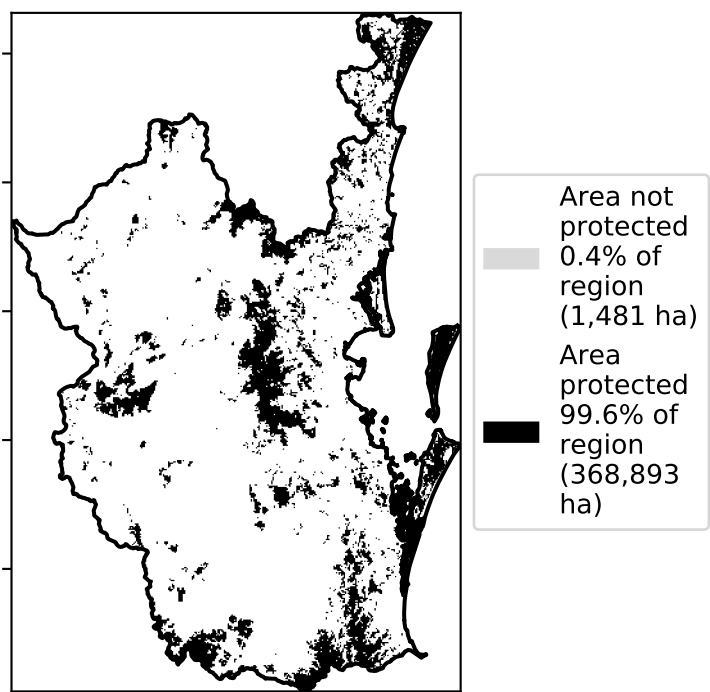 Area not
protected
0.4% of
region
(1,481 ha)
Area
protected
99.6% of
region
(368,893
ha)